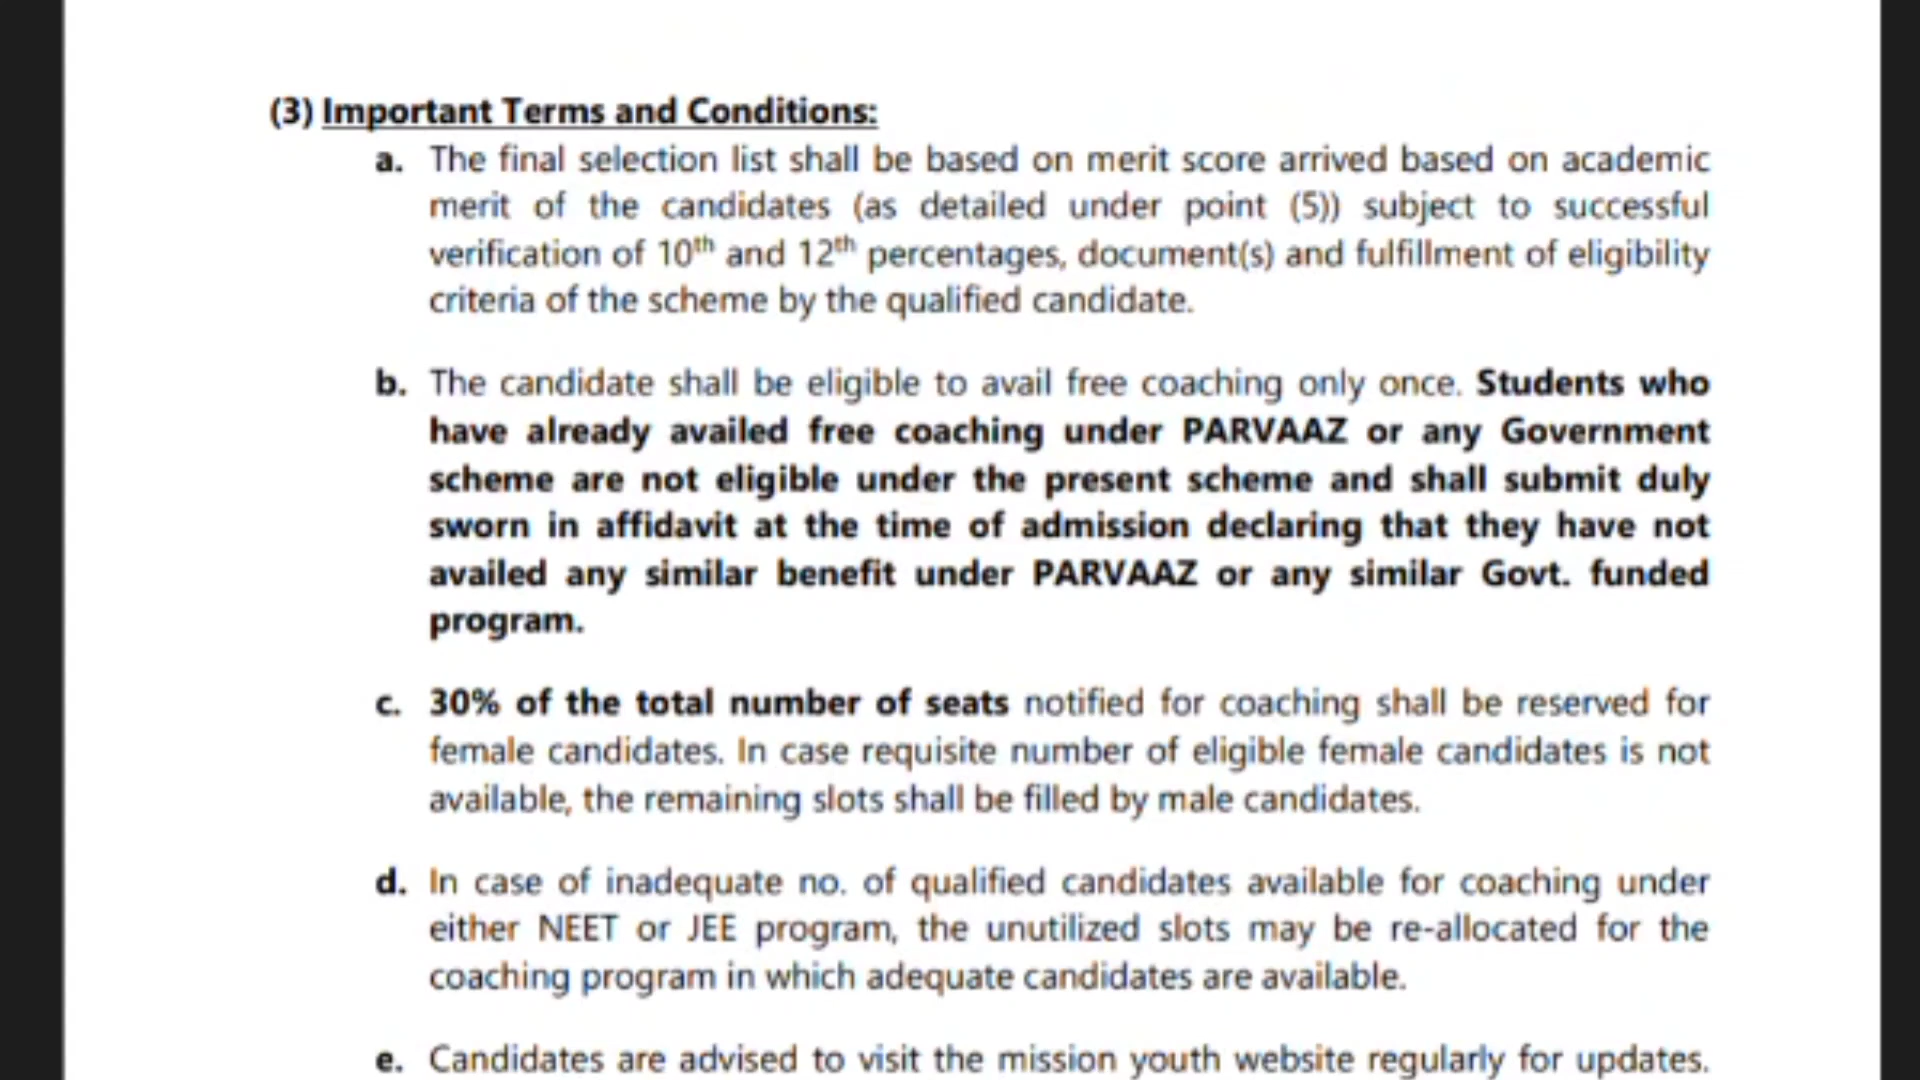 (3) Important Terms and Conditions:
a. The final selection list shall be based on merit score arrived based on academic
merit of the candidates (as detailed under point (5)) subject to successful
verification of 10th and 12th percentages, document(s) and fulfillment of eligibility
criteria of the scheme by the qualified candidate.
b. The candidate shall be eligible to avail free coaching only once. Students who
have already availed free coaching under PARVAAZ or any Government
scheme are not eligible under the present scheme and shall submit duly
sworn in affidavit at the time of admission declaring that they have not
availed any similar benefit under PARVAAZ or any similar Govt. funded
program.
c. 30% of the total number of seats notified for coaching shall be reserved for
female candidates. In case requisite number of eligible female candidates is not
available, the remaining slots shall be filled by male candidates.
d. In case of inadequate no. of qualified candidates available for coaching under
either NEET or JEE program, the unutilized slots may be re-allocated for the
coaching program in which adequate candidates are available.
e. Candidates are advised to visit the mission youth website regularly for updates.